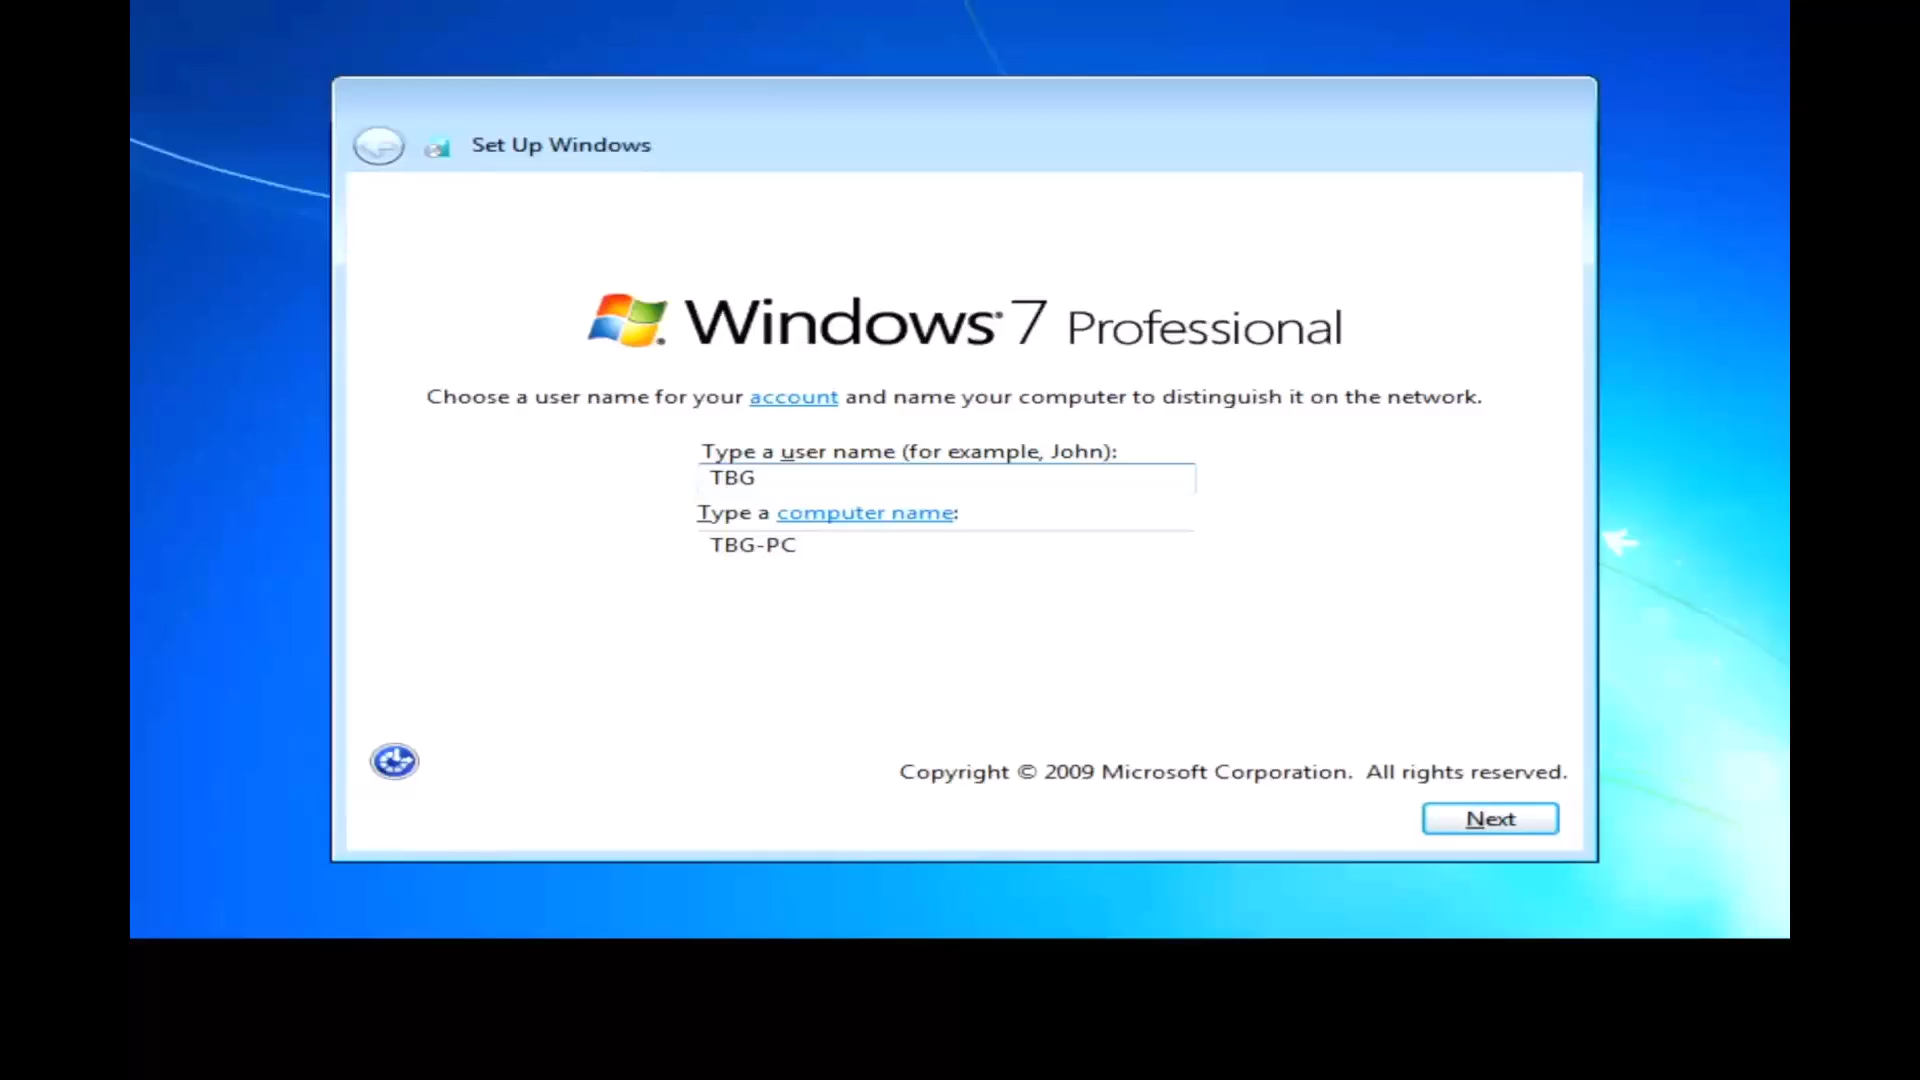 Set Up Windows
Windows 7 Professional
Choose a user name for your account and name your computer to distinguish it on the network.
Type a user name (for example, John):
TBG
Type a computer name:
TBG-PC
Copyright © 2009 Microsoft Corporation. All rights reserved.
Next